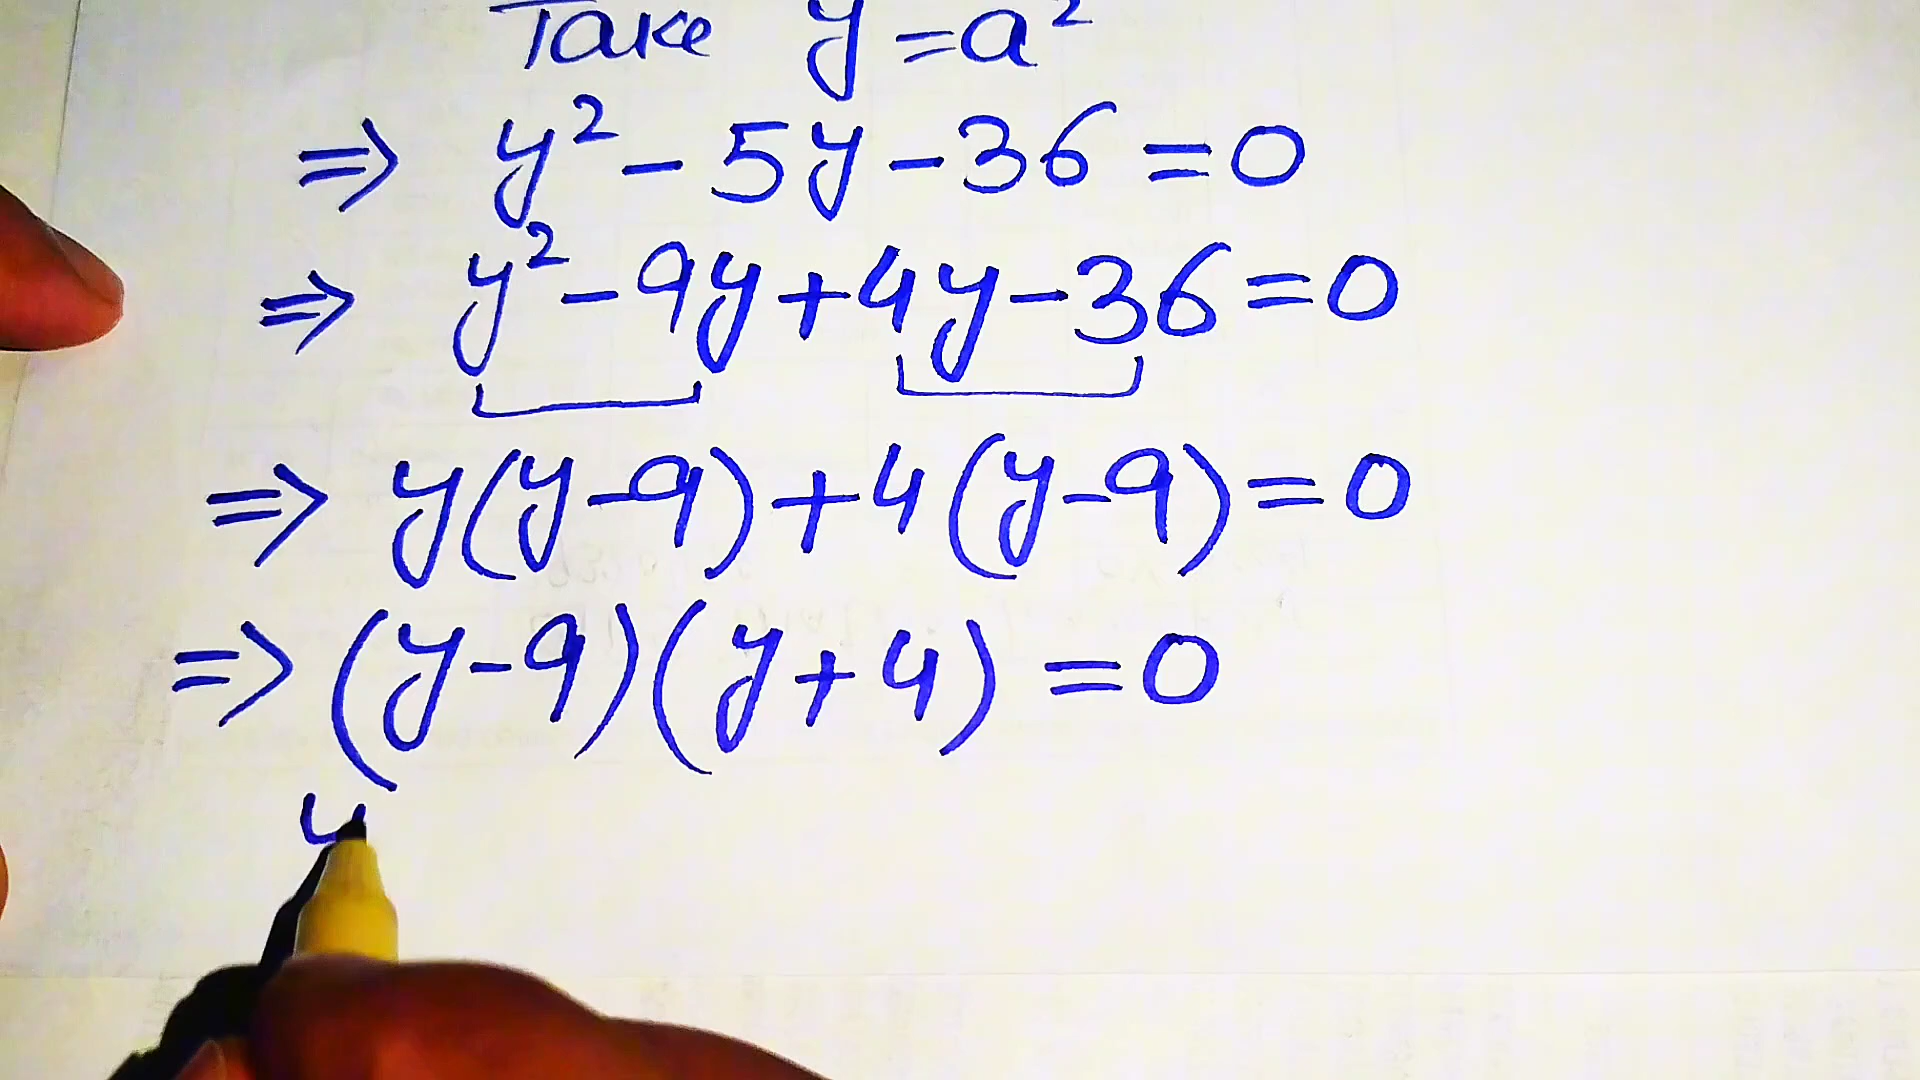 Take y = a²
=> y² - 5y - 36 = 0
=> y² - 9y + 4y - 36 = 0
=> y(y-9) + 4(y-9) = 0
=> (y-9)(y+4) = 0
y